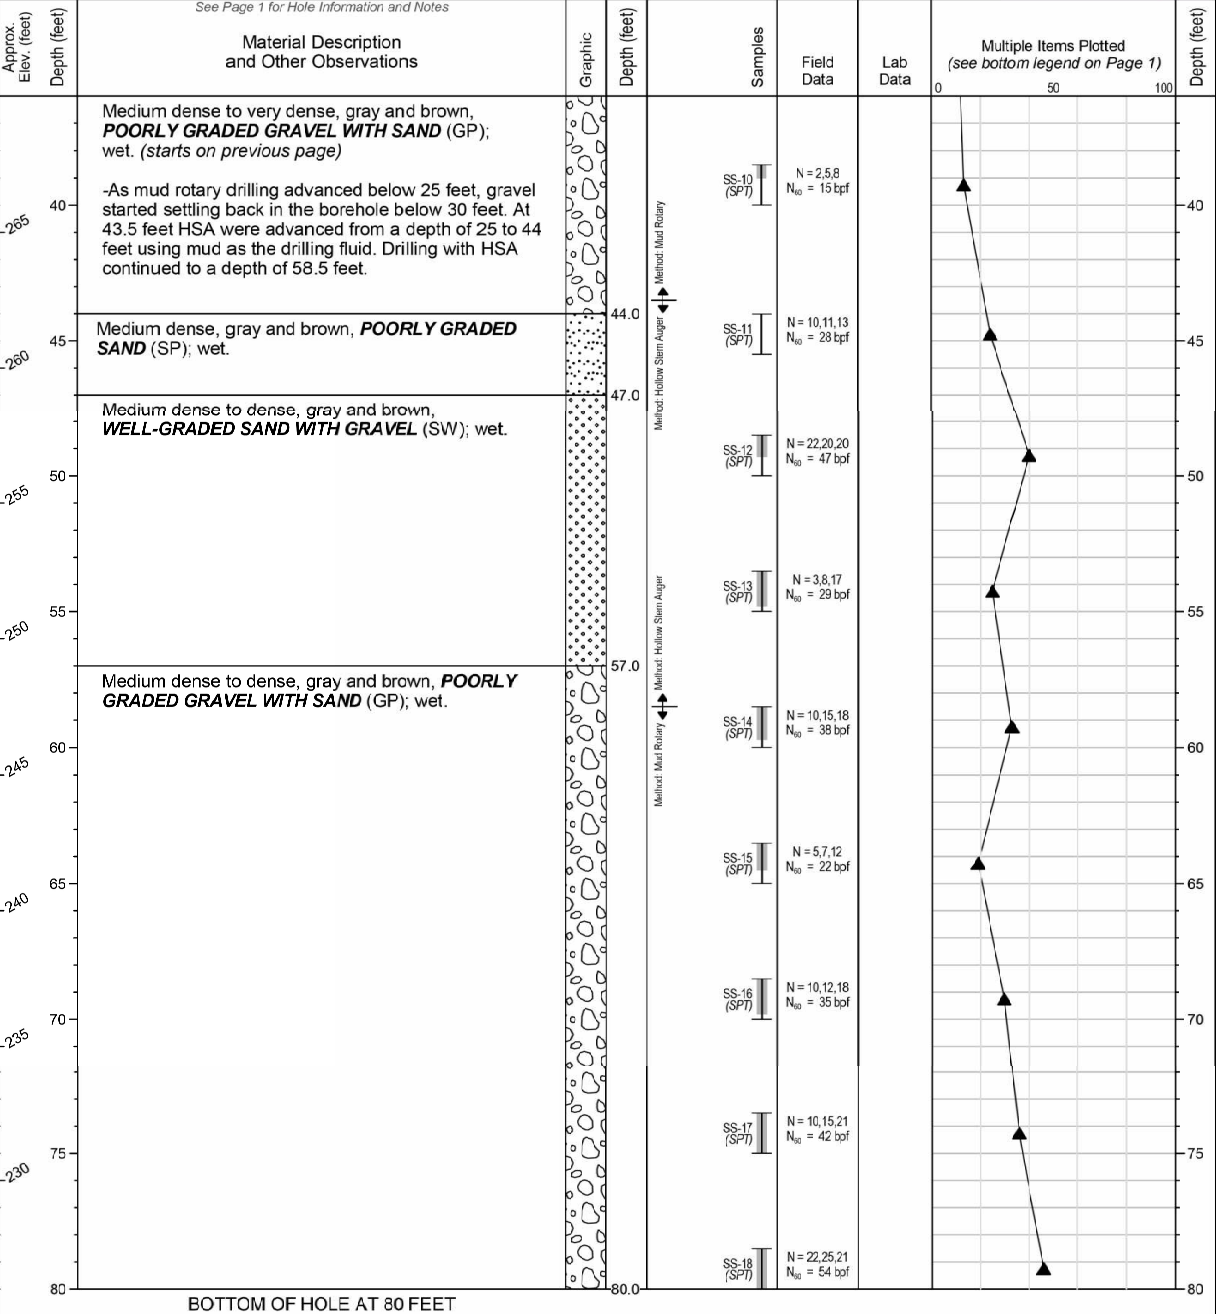 See Page 1 for Hole Information and Notes
Approx.
Elev. (feet)
Depth (feet)
Material Description
and Other Observations
Graphic
Depth (feet)
Samples
Field
Data
Lab
Data
Multiple Items Plotted
(see bottom legend on Page 1)
0 50 100
Depth (feet)
Medium dense to very dense, gray and brown,
POORLY GRADED GRAVEL WITH SAND (GP);
wet. (starts on previous page)
-As mud rotary drilling advanced below 25 feet, gravel
started settling back in the borehole below 30 feet. At
43.5 feet HSA were advanced from a depth of 25 to 44
feet using mud as the drilling fluid. Drilling with HSA
continued to a depth of 58.5 feet.
44.0
Medium dense, gray and brown, POORLY GRADED
SAND (SP); wet.
47.0
Medium dense to dense, gray and brown,
WELL-GRADED SAND WITH GRAVEL (SW); wet.
57.0
Medium dense to dense, gray and brown, POORLY
GRADED GRAVEL WITH SAND (GP); wet.
80.0
BOTTOM OF HOLE AT 80 FEET
265
260
255
250
245
240
235
230
40
45
50
55
60
65
70
75
80
Method: Mud Rotary
Method: Hollow Stem Auger
Method: Hollow Stem Auger
Method: Mud Rotary
SS-10
(SPT)
N = 2,5,8
N60 = 15 bpf
SS-11
(SPT)
N = 10,11,13
N60 = 28 bpf
SS-12
(SPT)
N = 22,20,20
N60 = 47 bpf
SS-13
(SPT)
N = 3,8,17
N60 = 29 bpf
SS-14
(SPT)
N = 10,15,18
N60 = 38 bpf
SS-15
(SPT)
N = 5,7,12
N60 = 22 bpf
SS-16
(SPT)
N = 10,12,18
N60 = 35 bpf
SS-17
(SPT)
N = 10,15,21
N60 = 42 bpf
SS-18
(SPT)
N = 22,25,21
N60 = 54 bpf
40
45
50
55
60
65
70
75
80